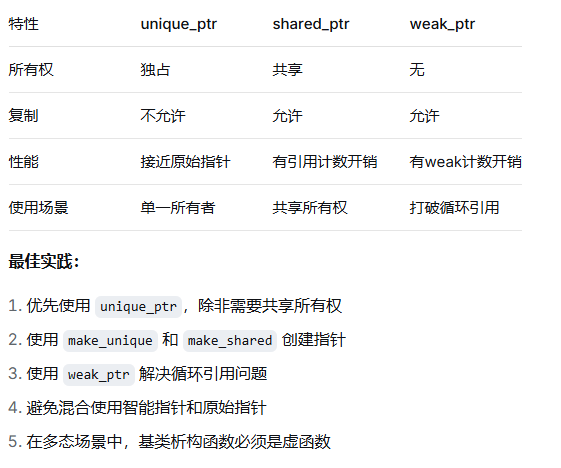 特性 unique_ptr shared_ptr weak_ptr
所有权 独占 共享 无
复制 不允许 允许 允许
性能 接近原始指针 有引用计数开销 有weak计数开销
使用场景 单一所有者 共享所有权 打破循环引用
最佳实践：
1. 优先使用 unique_ptr，除非需要共享所有权
2. 使用 make_unique 和 make_shared 创建指针
3. 使用 weak_ptr 解决循环引用问题
4. 避免混合使用智能指针和原始指针
5. 在多态场景中，基类析构函数必须是虚函数